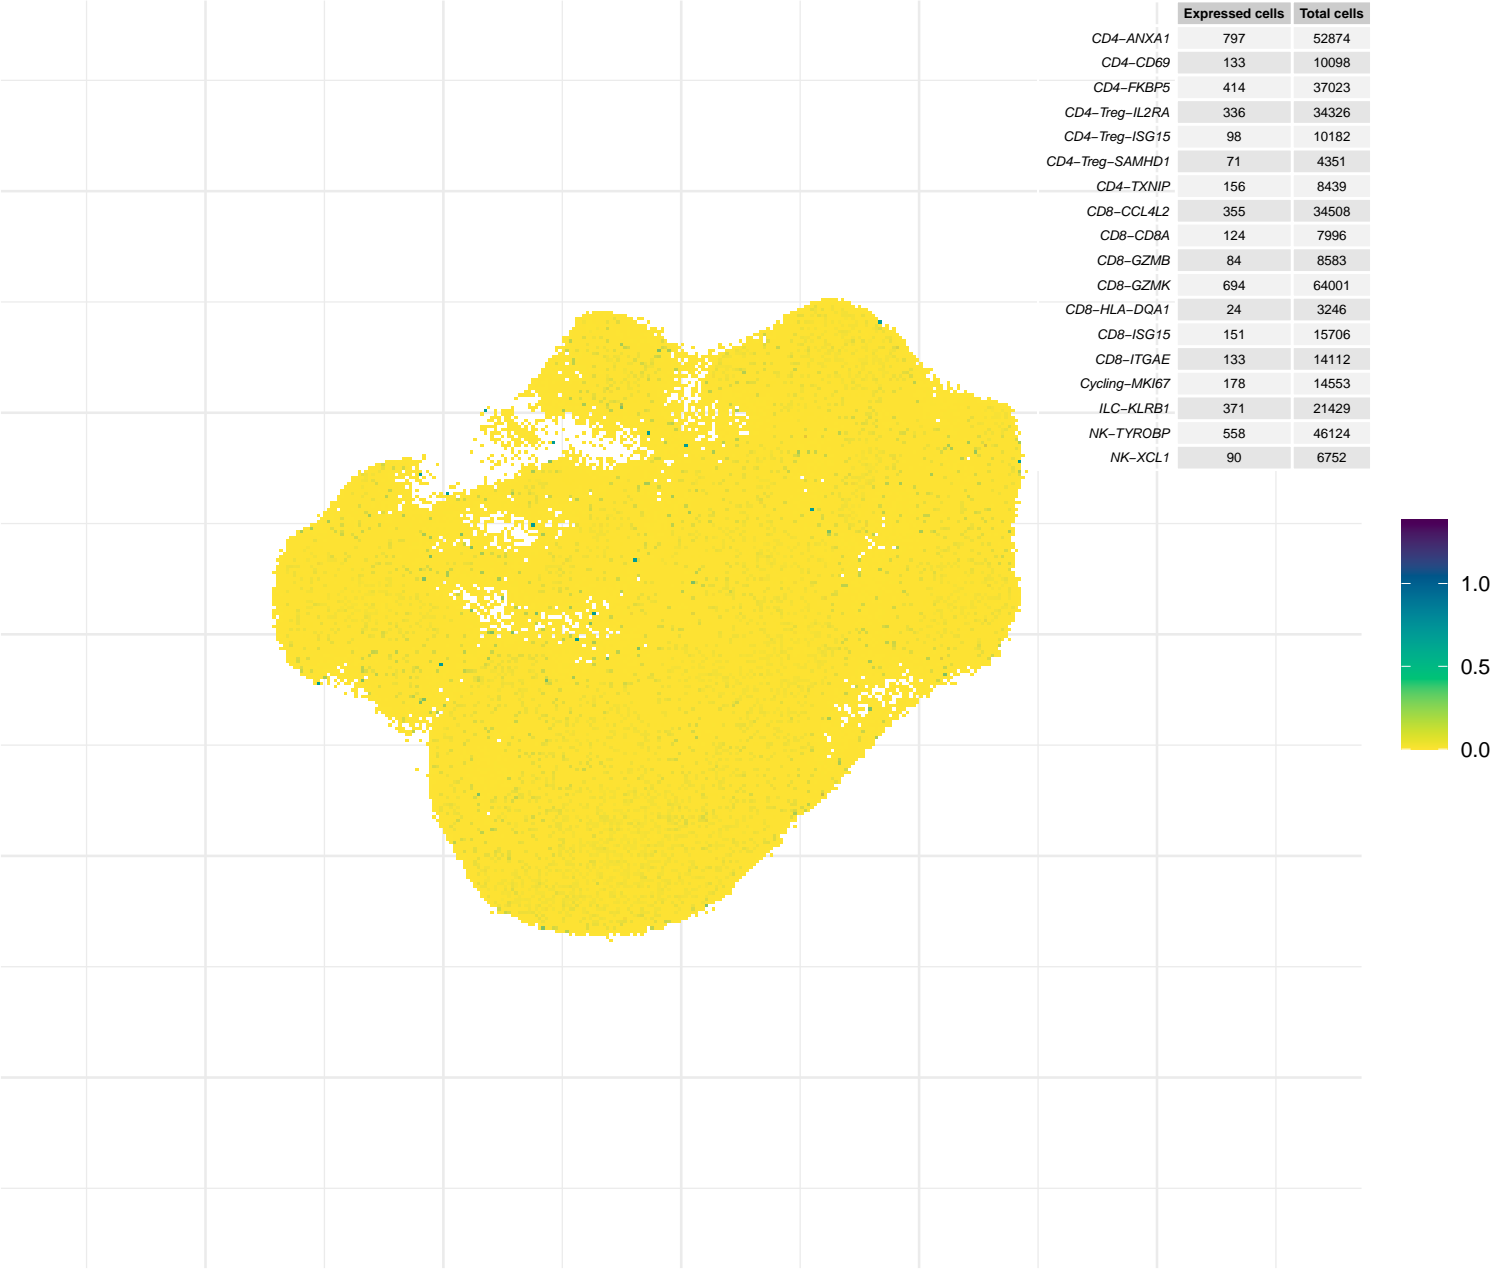 Expressed cells Total cells
CD4−ANXA1 797 52874
CD4−CD69 133 10098
CD4−FKBP5 414 37023
CD4−Treg−IL2RA 336 34326
CD4−Treg−ISG15 98 10182
CD4−Treg−SAMHD1 71 4351
CD4−TXNIP 156 8439
CD8−CCL4L2 355 34508
CD8−CD8A 124 7996
CD8−GZMB 84 8583
CD8−GZMK 694 64001
CD8−HLA−DQA1 24 3246
CD8−ISG15 151 15706
CD8−ITGAE 133 14112
Cycling−MKI67 178 14553
ILC−KLRB1 371 21429
NK−TYROBP 558 46124
NK−XCL1 90 6752
1.0
0.5
0.0